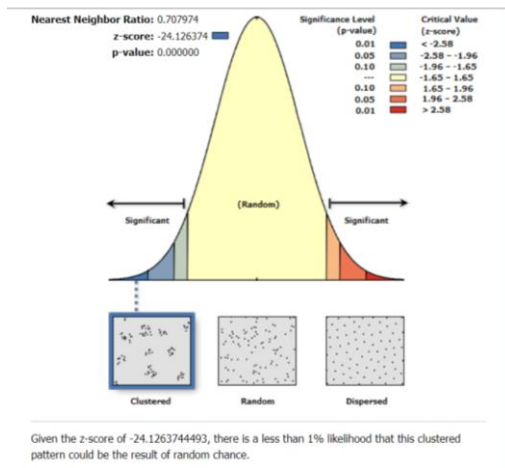 Nearest Neighbor Ratio: 0.707974
z-score: -24.126374
p-value: 0.000000
Significance Level
(p-value)
Critical Value
(z-score)
0.01 < -2.58
0.05 -2.58 - -1.96
0.10 -1.96 - -1.65
--- -1.65 - 1.65
0.10 1.65 - 1.96
0.05 1.96 - 2.58
0.01 > 2.58
(Random)
Significant
Significant
Clustered
Random
Dispersed
Given the z-score of -24.1263744493, there is a less than 1% likelihood that this clustered
pattern could be the result of random chance.